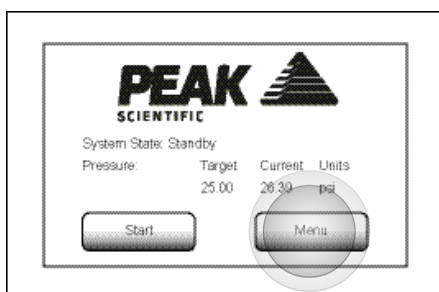 PEAK
SCIENTIFIC
System State: Standby
Pressure: Target Current Units
25.00 26.39 psi
Start Menu